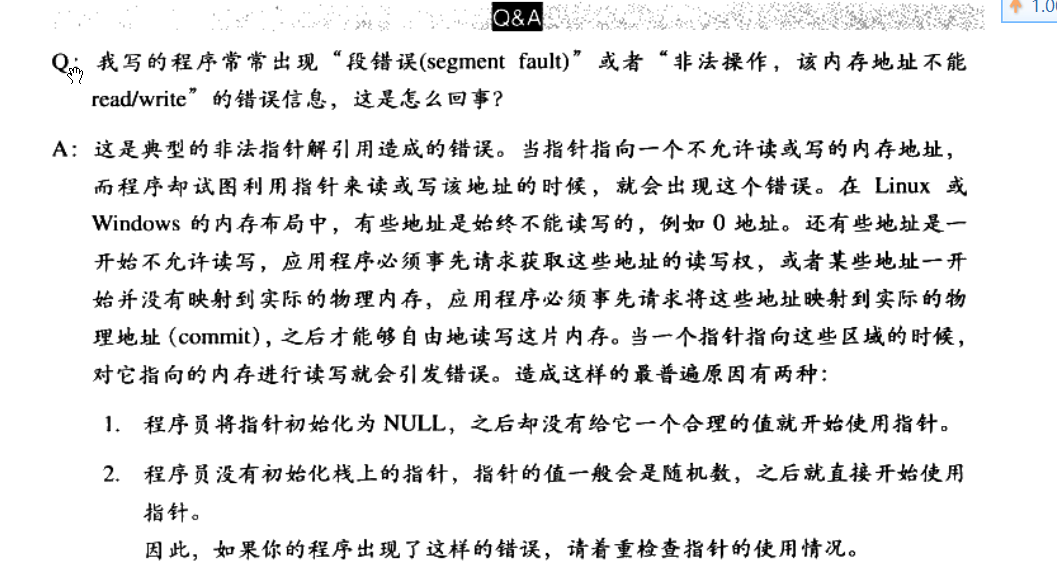 1.00
Q&A
Q: 我写的程序常常出现“段错误(segment fault)”或者“非法操作，该内存地址不能
read/write”的错误信息，这是怎么回事？
A: 这是典型的非法指针解引用造成的错误。当指针指向一个不允许读或写的内存地址，
而程序却试图利用指针来读或写该地址的时候，就会出现这个错误。在 Linux 或
Windows 的内存布局中，有些地址是始终不能读写的，例如 0 地址。还有些地址是一
开始不允许读写，应用程序必须事先请求获取这些地址的读写权，或者某些地址一开
始并没有映射到实际的物理内存，应用程序必须事先请求将这些地址映射到实际的物
理地址（commit），之后才能够自由地读写这片内存。当一个指针指向这些区域的时候，
对它指向的内存进行读写就会引发错误。造成这样的最普遍原因有两种：
1. 程序员将指针初始化为 NULL，之后却没有给它一个合理的值就开始使用指针。
2. 程序员没有初始化栈上的指针，指针的值一般会是随机数，之后就直接开始使用
指针。
因此，如果你的程序出现了这样的错误，请着重检查指针的使用情况。